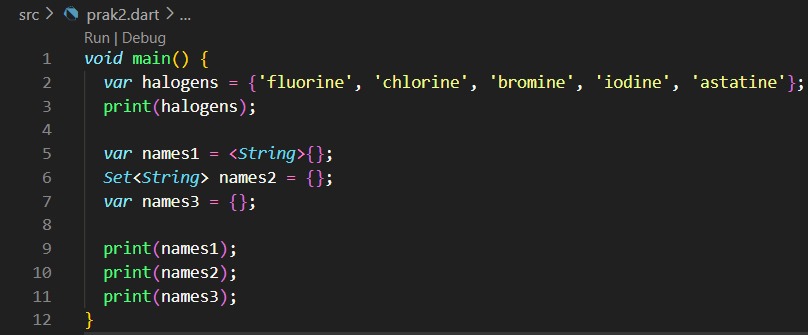 src > prak2.dart > ...
Run | Debug
1 void main() {
2 var halogens = {'fluorine', 'chlorine', 'bromine', 'iodine', 'astatine'};
3 print(halogens);
4
5 var names1 = <String>{};
6 Set<String> names2 = {};
7 var names3 = {};
8
9 print(names1);
10 print(names2);
11 print(names3);
12 }